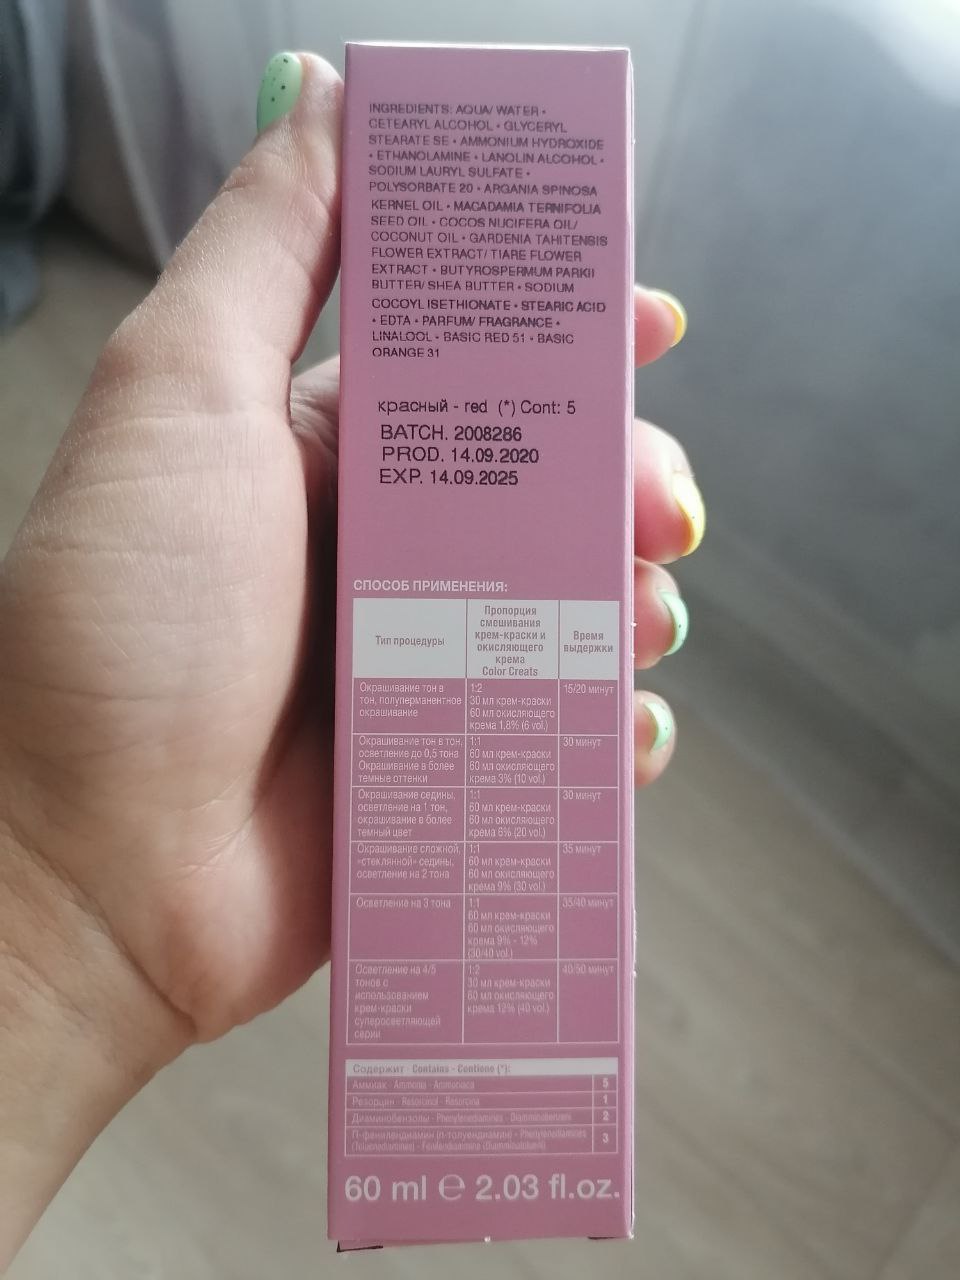 INGREDIENTS: AQUA/ WATER •
CETEARYL ALCOHOL • GLYCERYL
STEARATE SE • AMMONIUM HYDROXIDE
• ETHANOLAMINE • LANOLIN ALCOHOL •
SODIUM LAURYL SULFATE •
POLYSORBATE 20 • ARGANIA SPINOSA
KERNEL OIL • MACADAMIA TERNIFOLIA
SEED OIL • COCOS NUCIFERA OIL/
COCONUT OIL • GARDENIA TAHITENSIS
FLOWER EXTRACT/ TIARE FLOWER
EXTRACT • BUTYROSPERMUM PARKII
BUTTER/ SHEA BUTTER • SODIUM
COCOYL ISETHIONATE • STEARIC ACID
• EDTA • PARFUM/ FRAGRANCE •
LINALOOL • BASIC RED 51 • BASIC
ORANGE 31
красный - red (*) Cont: 5
BATCH. 2008286
PROD. 14.09.2020
EXP. 14.09.2025
СПОСОБ ПРИМЕНЕНИЯ:
Тип процедуры
Пропорция
смешивания
крем-краски и
окисляющего
крема
Color Creats
Время
выдержки
Окрашивание тон в
тон, полуперманентное
окрашивание
1:2
30 мл крем-краски
60 мл окисляющего
крема 1,8% (6 vol.)
15/20 минут
Окрашивание тон в тон,
осветление до 0,5 тона
Окрашивание в более
темные оттенки
1:1
60 мл крем-краски
60 мл окисляющего
крема 3% (10 vol.)
30 минут
Окрашивание седины,
осветление на 1 тон,
окрашивание в более
темный цвет
1:1
60 мл крем-краски
60 мл окисляющего
крема 6% (20 vol.)
30 минут
Окрашивание сложной,
«стеклянной» седины,
осветление на 2 тона
1:1
60 мл крем-краски
60 мл окисляющего
крема 9% (30 vol.)
35 минут
Осветление на 3 тона
1:1
60 мл крем-краски
60 мл окисляющего
крема 9% - 12%
(30/40 vol.)
35/40 минут
Осветление на 4/5
тонов с
использованием
крем-краски
суперосветляющей
серии
1:2
30 мл крем-краски
60 мл окисляющего
крема 12% (40 vol.)
40/50 минут
Содержит - Contains - Contiene (*):
Аммиак - Ammonia - Ammoniaca 5
Резорцин - Resorcinol - Resorcina 1
Диаминобензолы - Phenylenediamines - Diamminobenzeni 2
П-фенилендиамин (п-толуендиамин) - Phenylenediamines 3
(Toluenediamines) -
60 ml ℮ 2.03 fl.oz.